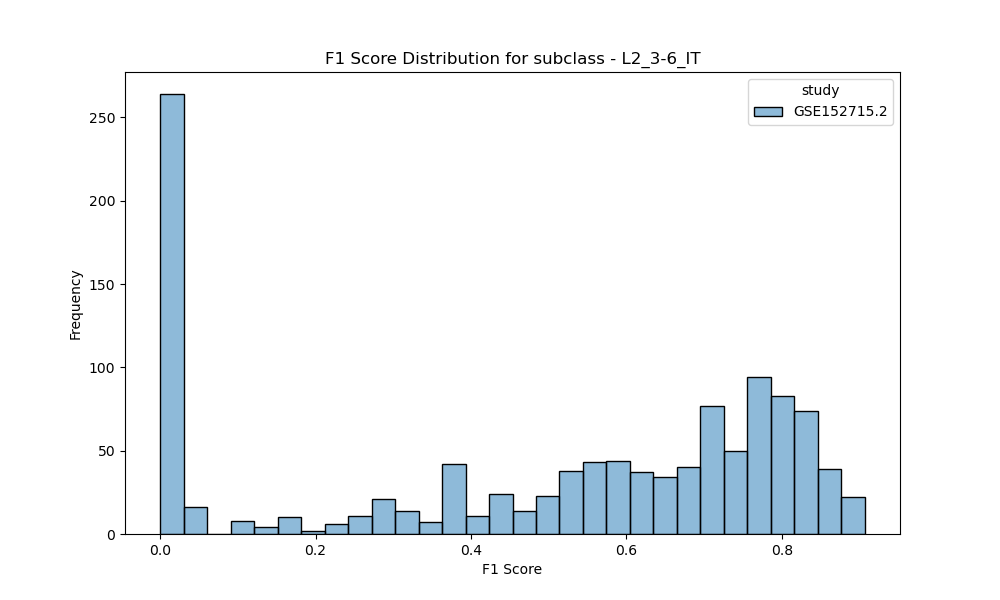 F1 Score Distribution for subclass - L2_3-6_IT
study
GSE152715.2
Frequency
250
200
150
100
50
0
0.0 0.2 0.4 0.6 0.8
F1 Score